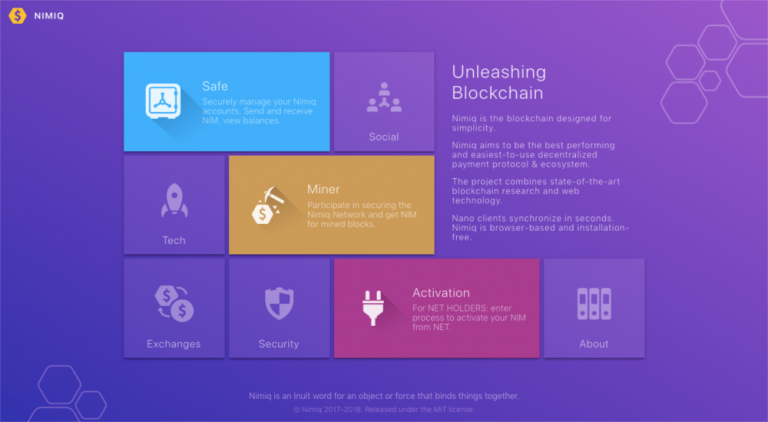 NIMIQ
Safe
Securely manage your Nimiq
accounts. Send and receive
NIM, view balances.
Social
Unleashing
Blockchain
Nimiq is the blockchain designed for
simplicity.
Nimiq aims to be the best performing
and easiest-to-use decentralized
payment protocol & ecosystem.
The project combines state-of-the-art
blockchain research and web
technology.
Nano clients synchronize in seconds.
Nimiq is browser-based and installation-
free.
Tech
Miner
Participate in securing the
Nimiq Network and get NIM
for mined blocks.
Exchanges
Security
Activation
For NET HOLDERS: enter
process to activate your NIM
from NET.
About
Nimiq is an Inuit word for an object or force that binds things together.
© Nimiq 2017-2018. Released under the MIT license.